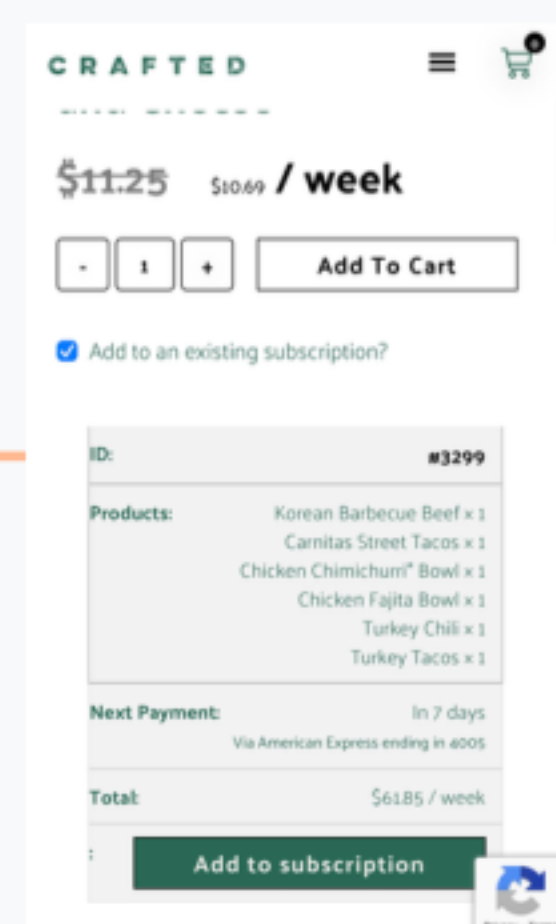 CRAFTED
0
$11.25 $10.69 / week
- 1 + Add To Cart
Add to an existing subscription?
ID: #3299
Products: Korean Barbecue Beef × 1
Carnitas Street Tacos × 1
Chicken Chimichurri* Bowl × 1
Chicken Fajita Bowl × 1
Turkey Chili × 1
Turkey Tacos × 1
Next Payment: In 7 days
Via American Express ending in 4005
Total: $61.85 / week
: Add to subscription